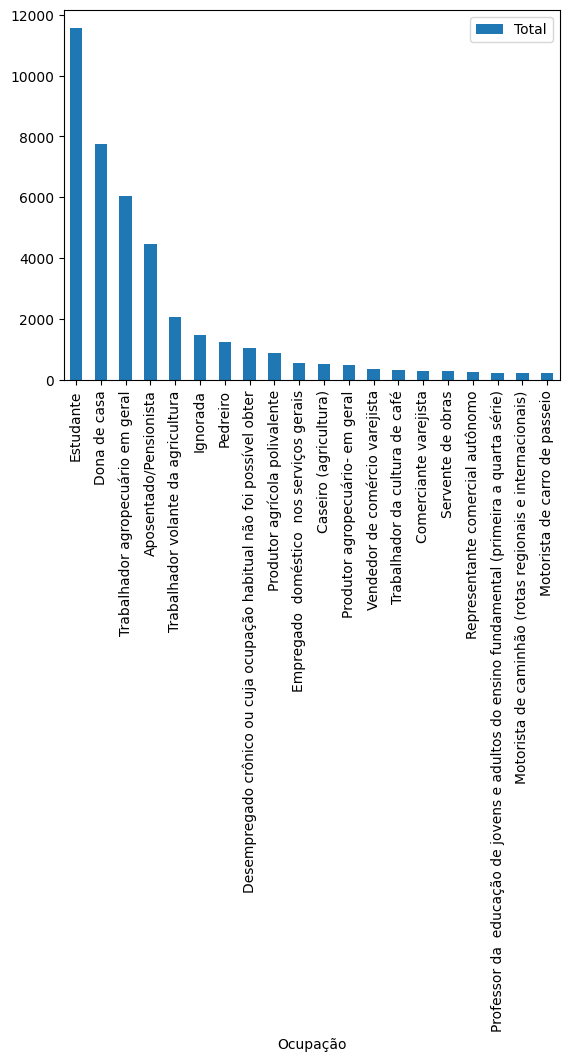 12000
10000
8000
6000
4000
2000
0
Total
Estudante
Dona de casa
Trabalhador agropecuário em geral
Aposentado/Pensionista
Trabalhador volante da agricultura
Ignorada
Pedreiro
Desempregado crônico ou cuja ocupação habitual não foi possível obter
Produtor agrícola polivalente
Empregado  doméstico  nos serviços gerais
Caseiro (agricultura)
Produtor agropecuário- em geral
Vendedor de comércio varejista
Trabalhador da cultura de café
Comerciante varejista
Servente de obras
Representante comercial autônomo
Professor da  educação de jovens e adultos do ensino fundamental (primeira a quarta série)
Motorista de caminhão (rotas regionais e internacionais)
Motorista de carro de passeio
Ocupação